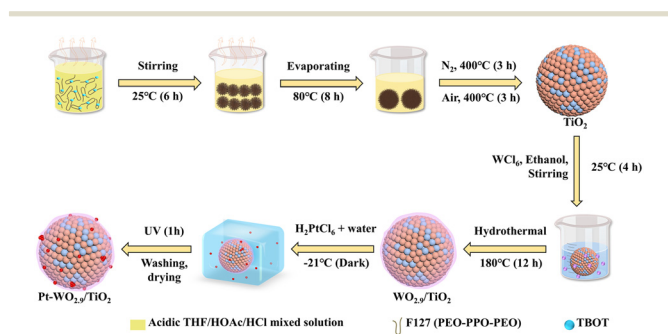 Stirring
25°C (6 h)
Evaporating
80°C (8 h)
N₂, 400°C (3 h)
Air, 400°C (3 h)
TiO₂
WCl₆, Ethanol,
Stirring
25°C (4 h)
Hydrothermal
180°C (12 h)
WO₂.₉/TiO₂
H₂PtCl₆ + water
-21°C (Dark)
UV (1h)
Washing,
drying
Pt-WO₂.₉/TiO₂
Acidic THF/HOAc/HCl mixed solution
F127 (PEO-PPO-PEO)
TBOT